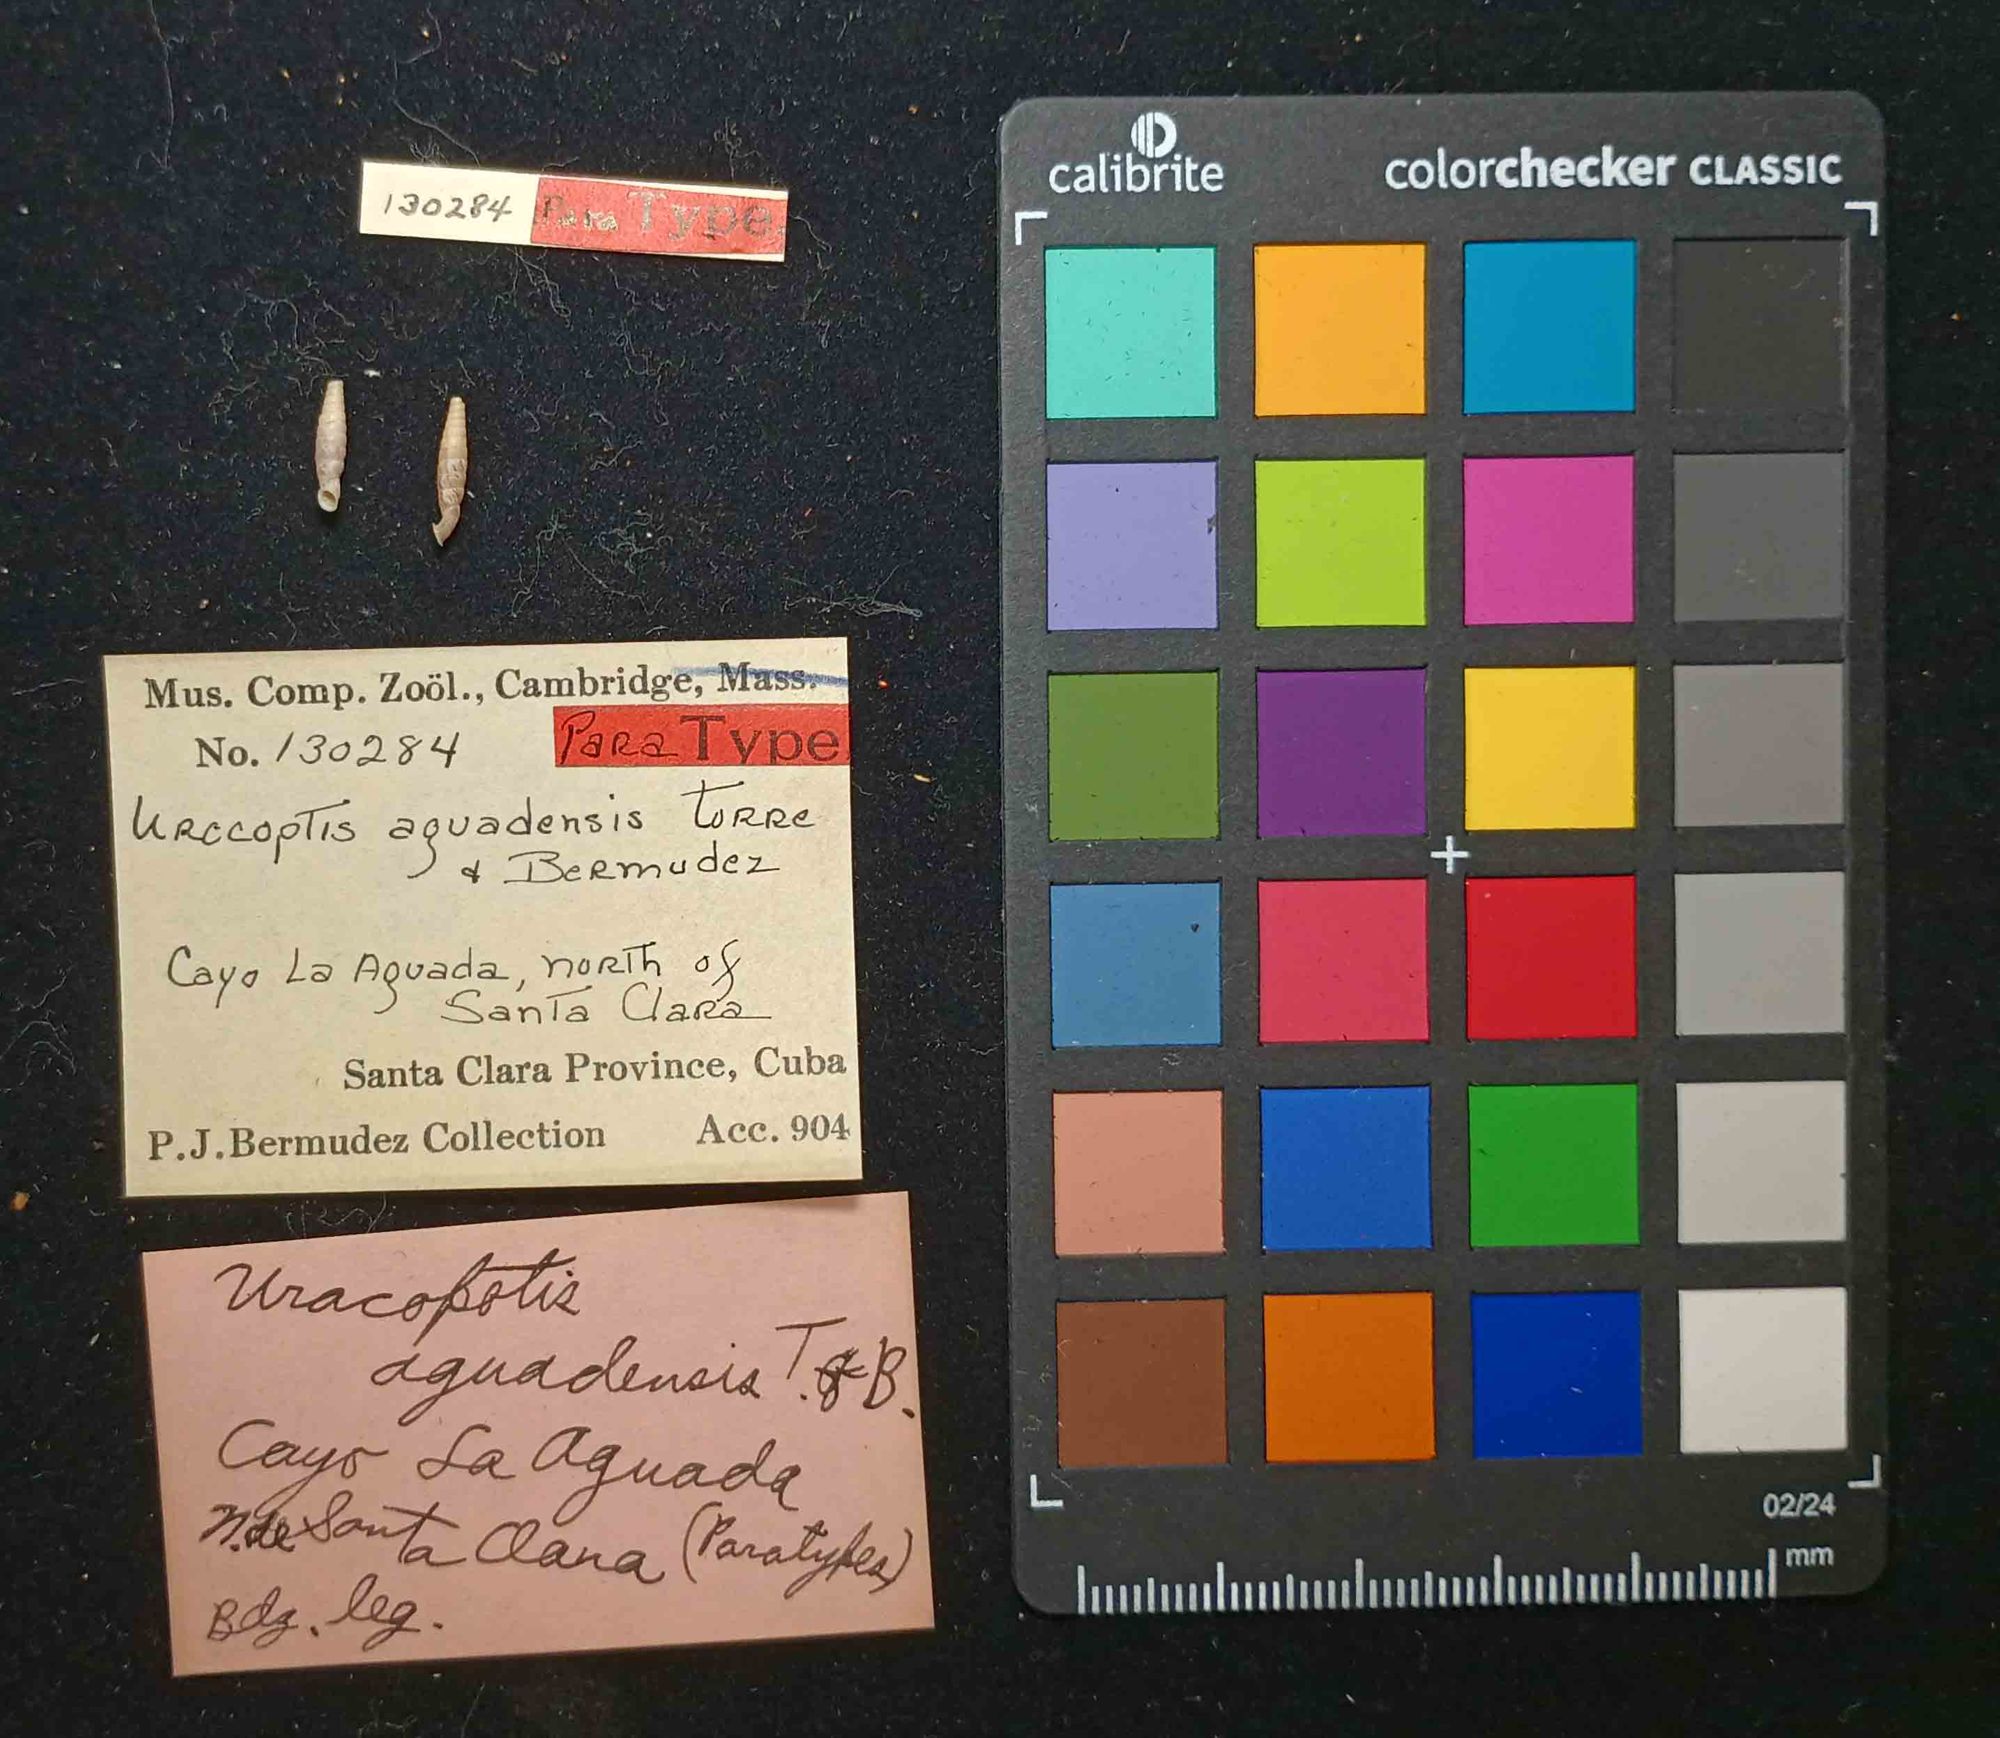 130284 Para Type.
Mus. Comp. Zoöl., Cambridge, Mass.
No. 130284 Para Type
Urocoptis aguadensis Torre
& Bermudez
Cayo La Aguada, north of
Santa Clara
Santa Clara Province, Cuba
P.J.Bermudez Collection Acc. 904
Uracoptis
aguadensis T. & B.
Cayo La Aguada
N. de Santa Clara (Paratypes)
Bdz. leg.
calibrite colorchecker CLASSIC
02/24
mm